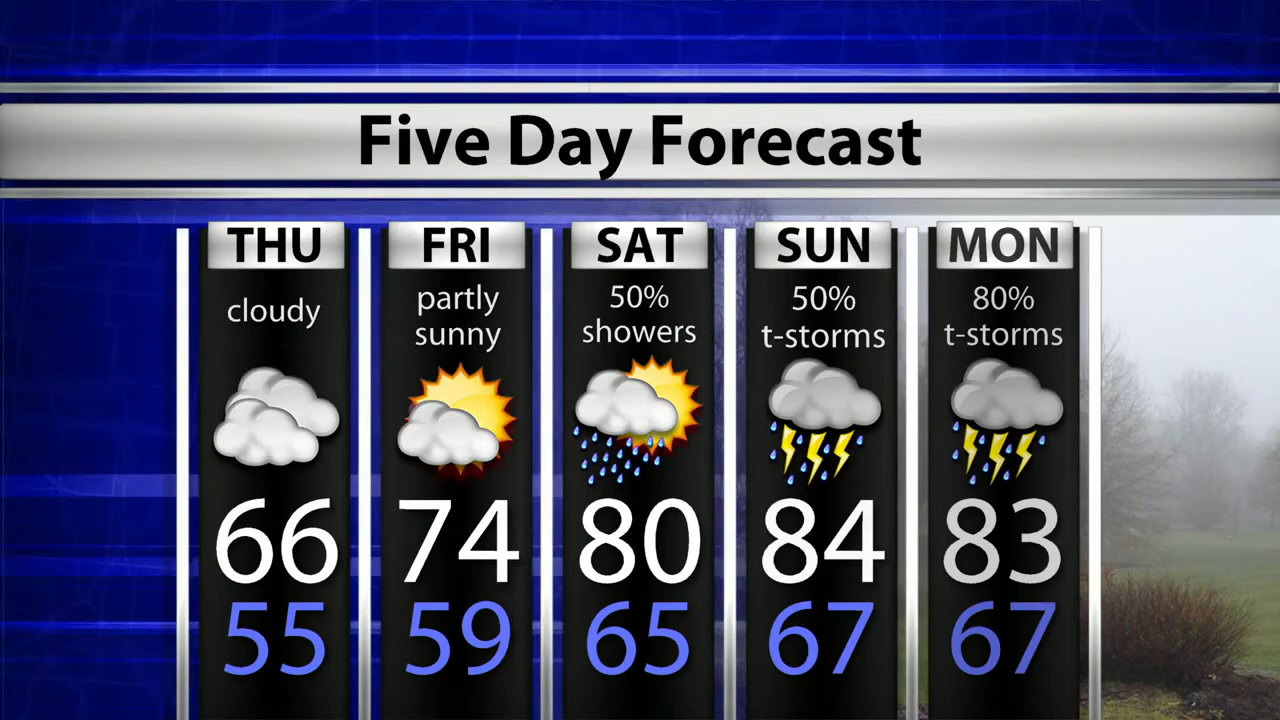 Five Day Forecast
THU
cloudy
66
55
FRI
partly
sunny
74
59
SAT
50%
showers
80
65
SUN
50%
t-storms
84
67
MON
80%
t-storms
83
67